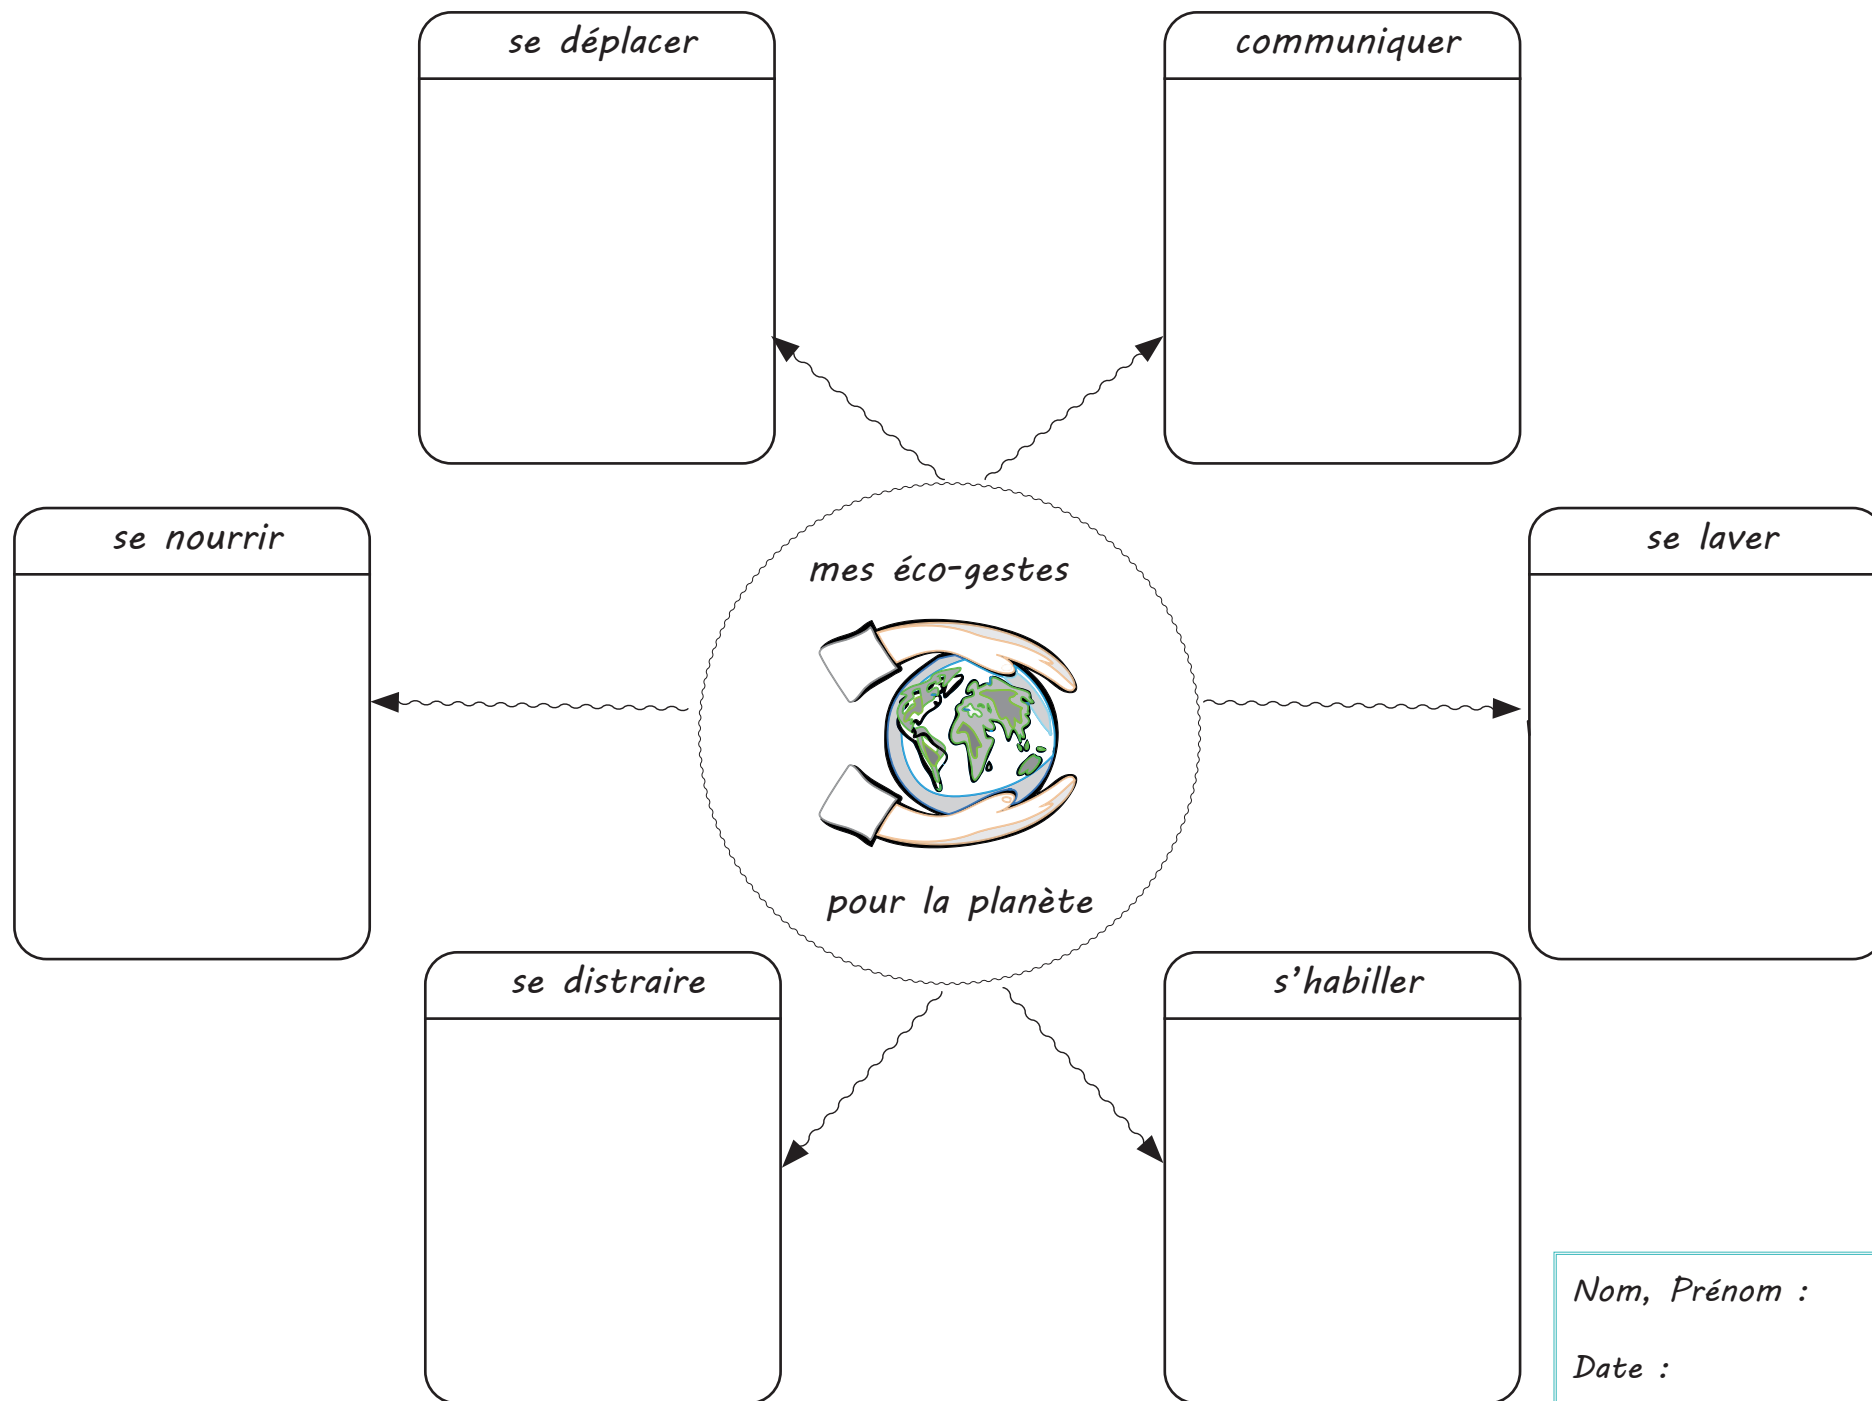 se déplacer
communiquer
se nourrir
mes éco-gestes
pour la planète
se laver
se distraire
s'habiller
Nom, Prénom :
Date :